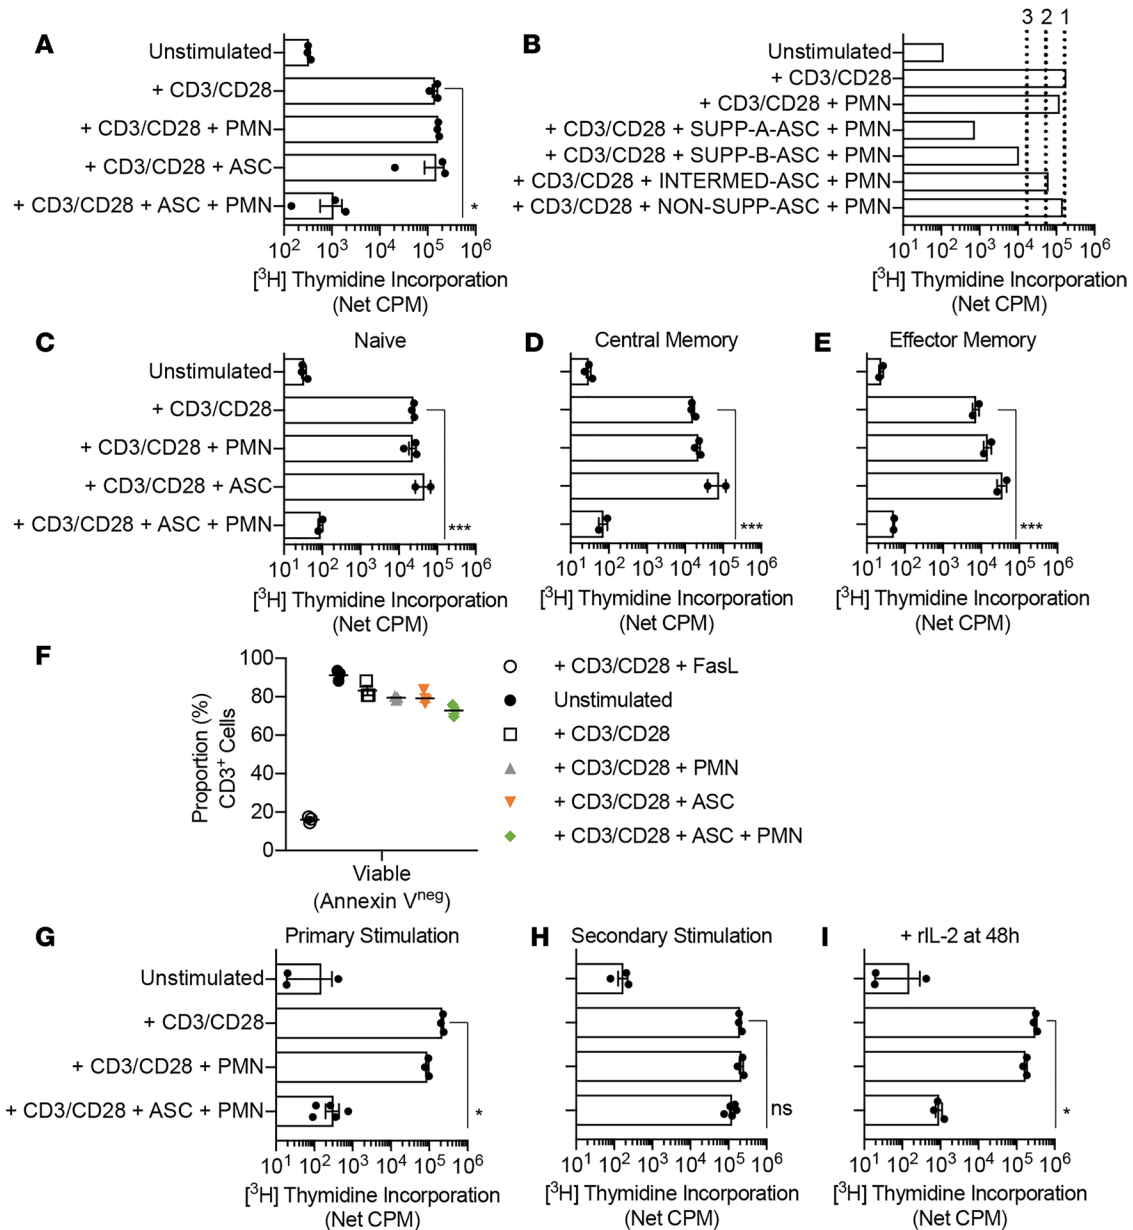 A
Unstimulated
+ CD3/CD28
+ CD3/CD28 + PMN
+ CD3/CD28 + ASC
+ CD3/CD28 + ASC + PMN
*
10² 10³ 10⁴ 10⁵ 10⁶
[³H] Thymidine Incorporation
(Net CPM)
B
3 2 1
Unstimulated
+ CD3/CD28
+ CD3/CD28 + PMN
+ CD3/CD28 + SUPP-A-ASC + PMN
+ CD3/CD28 + SUPP-B-ASC + PMN
+ CD3/CD28 + INTERMED-ASC + PMN
+ CD3/CD28 + NON-SUPP-ASC + PMN
10¹ 10² 10³ 10⁴ 10⁵ 10⁶
[³H] Thymidine Incorporation
(Net CPM)
C Naive
Unstimulated
+ CD3/CD28
+ CD3/CD28 + PMN
+ CD3/CD28 + ASC
+ CD3/CD28 + ASC + PMN
***
10¹ 10² 10³ 10⁴ 10⁵ 10⁶
[³H] Thymidine Incorporation
(Net CPM)
D Central Memory
***
10¹ 10² 10³ 10⁴ 10⁵ 10⁶
[³H] Thymidine Incorporation
(Net CPM)
E Effector Memory
***
10¹ 10² 10³ 10⁴ 10⁵ 10⁶
[³H] Thymidine Incorporation
(Net CPM)
F
Proportion (%)
CD3⁺ Cells
100
80
60
40
20
0
Viable
(Annexin Vⁿᵉᵍ)
+ CD3/CD28 + FasL
Unstimulated
+ CD3/CD28
+ CD3/CD28 + PMN
+ CD3/CD28 + ASC
+ CD3/CD28 + ASC + PMN
G Primary Stimulation
Unstimulated
+ CD3/CD28
+ CD3/CD28 + PMN
+ CD3/CD28 + ASC + PMN
*
10¹ 10² 10³ 10⁴ 10⁵ 10⁶
[³H] Thymidine Incorporation
(Net CPM)
H Secondary Stimulation
ns
10¹ 10² 10³ 10⁴ 10⁵ 10⁶
[³H] Thymidine Incorporation
(Net CPM)
I + rIL-2 at 48h
*
10¹ 10² 10³ 10⁴ 10⁵ 10⁶
[³H] Thymidine Incorporation
(Net CPM)